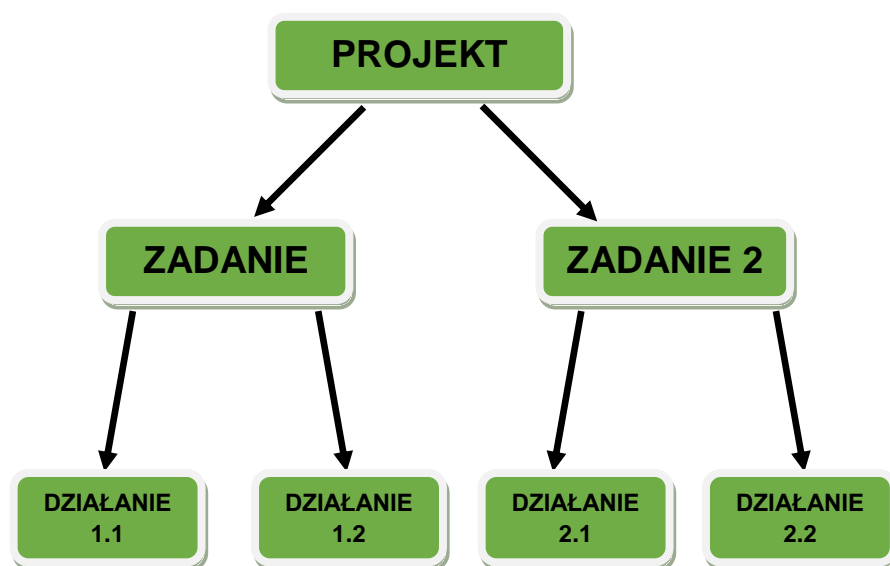 PROJEKT
ZADANIE
ZADANIE 2
DZIAŁANIE
1.1
DZIAŁANIE
1.2
DZIAŁANIE
2.1
DZIAŁANIE
2.2